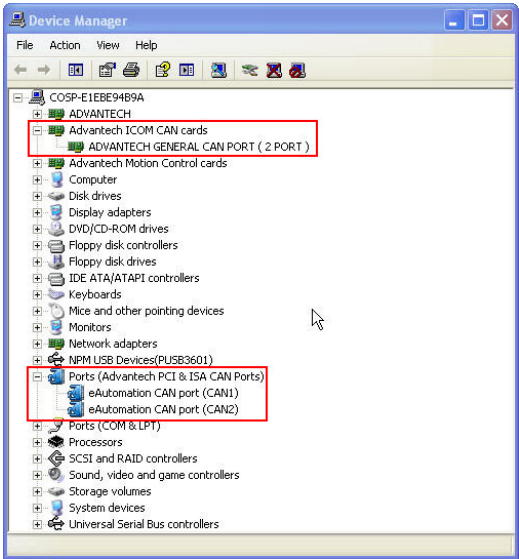 Device Manager
File Action View Help
COSP-E1EBE94B9A
ADVANTECH
Advantech ICOM CAN cards
ADVANTECH GENERAL CAN PORT ( 2 PORT )
Advantech Motion Control cards
Computer
Disk drives
Display adapters
DVD/CD-ROM drives
Floppy disk controllers
Floppy disk drives
IDE ATA/ATAPI controllers
Keyboards
Mice and other pointing devices
Monitors
Network adapters
NPM USB Devices(PUSB3601)
Ports (Advantech PCI & ISA CAN Ports)
eAutomation CAN port (CAN1)
eAutomation CAN port (CAN2)
Ports (COM & LPT)
Processors
SCSI and RAID controllers
Sound, video and game controllers
Storage volumes
System devices
Universal Serial Bus controllers